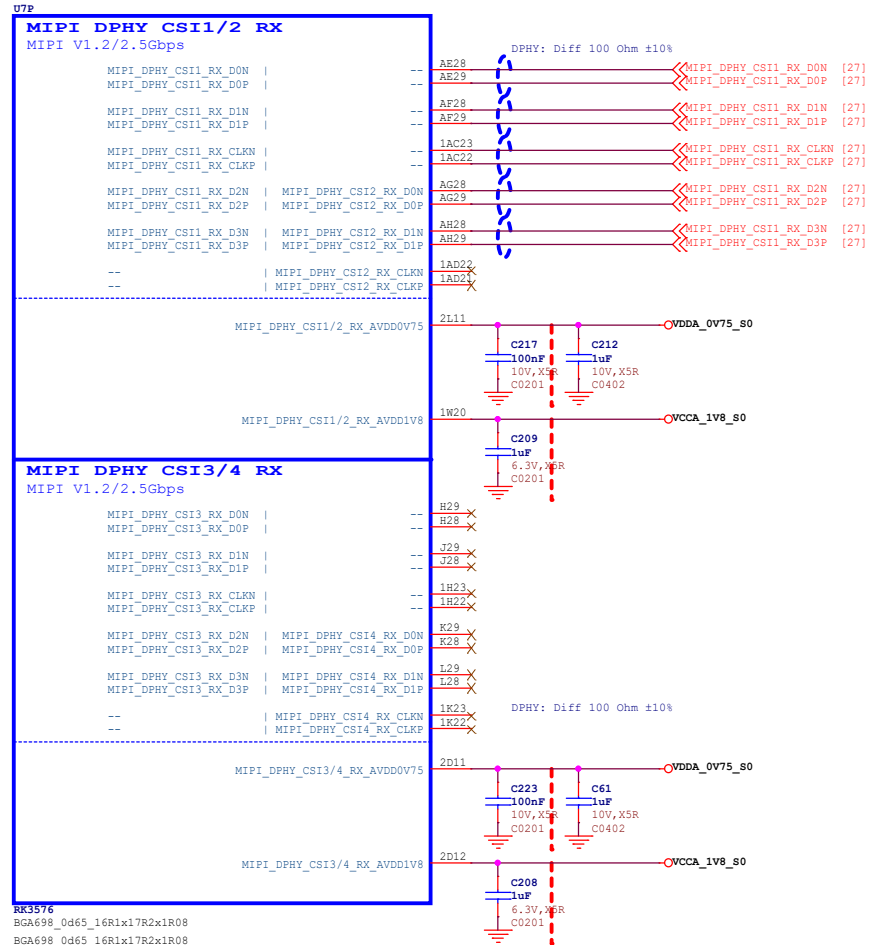 U7P
MIPI DPHY CSI1/2 RX
MIPI V1.2/2.5Gbps
DPHY: Diff 100 Ohm ±10%
MIPI_DPHY_CSI1_RX_D0N | -- AE28 MIPI_DPHY_CSI1_RX_D0N [27]
MIPI_DPHY_CSI1_RX_D0P | -- AE29 MIPI_DPHY_CSI1_RX_D0P [27]
MIPI_DPHY_CSI1_RX_D1N | -- AF28 MIPI_DPHY_CSI1_RX_D1N [27]
MIPI_DPHY_CSI1_RX_D1P | -- AF29 MIPI_DPHY_CSI1_RX_D1P [27]
MIPI_DPHY_CSI1_RX_CLKN | -- 1AC23 MIPI_DPHY_CSI1_RX_CLKN [27]
MIPI_DPHY_CSI1_RX_CLKP | -- 1AC22 MIPI_DPHY_CSI1_RX_CLKP [27]
MIPI_DPHY_CSI1_RX_D2N | MIPI_DPHY_CSI2_RX_D0N AG28 MIPI_DPHY_CSI1_RX_D2N [27]
MIPI_DPHY_CSI1_RX_D2P | MIPI_DPHY_CSI2_RX_D0P AG29 MIPI_DPHY_CSI1_RX_D2P [27]
MIPI_DPHY_CSI1_RX_D3N | MIPI_DPHY_CSI2_RX_D1N AH28 MIPI_DPHY_CSI1_RX_D3N [27]
MIPI_DPHY_CSI1_RX_D3P | MIPI_DPHY_CSI2_RX_D1P AH29 MIPI_DPHY_CSI1_RX_D3P [27]
-- | MIPI_DPHY_CSI2_RX_CLKN 1AD22
-- | MIPI_DPHY_CSI2_RX_CLKP 1AD21
MIPI_DPHY_CSI1/2_RX_AVDD0V75 2L11 VDDA_0V75_S0
C217 C212
100nF 1uF
10V,X5R 10V,X5R
C0201 C0402
MIPI_DPHY_CSI1/2_RX_AVDD1V8 1W20 VCCA_1V8_S0
C209
1uF
6.3V,X5R
C0201
MIPI DPHY CSI3/4 RX
MIPI V1.2/2.5Gbps
MIPI_DPHY_CSI3_RX_D0N | -- H29
MIPI_DPHY_CSI3_RX_D0P | -- H28
MIPI_DPHY_CSI3_RX_D1N | -- J29
MIPI_DPHY_CSI3_RX_D1P | -- J28
MIPI_DPHY_CSI3_RX_CLKN | -- 1H23
MIPI_DPHY_CSI3_RX_CLKP | -- 1H22
MIPI_DPHY_CSI3_RX_D2N | MIPI_DPHY_CSI4_RX_D0N K29
MIPI_DPHY_CSI3_RX_D2P | MIPI_DPHY_CSI4_RX_D0P K28
MIPI_DPHY_CSI3_RX_D3N | MIPI_DPHY_CSI4_RX_D1N L29
MIPI_DPHY_CSI3_RX_D3P | MIPI_DPHY_CSI4_RX_D1P L28
-- | MIPI_DPHY_CSI4_RX_CLKN 1K23
-- | MIPI_DPHY_CSI4_RX_CLKP 1K22
DPHY: Diff 100 Ohm ±10%
MIPI_DPHY_CSI3/4_RX_AVDD0V75 2D11 VDDA_0V75_S0
C223 C61
100nF 1uF
10V,X5R 10V,X5R
C0201 C0402
MIPI_DPHY_CSI3/4_RX_AVDD1V8 2D12 VCCA_1V8_S0
C208
1uF
6.3V,X5R
C0201
RK3576
BGA698_0d65_16R1x17R2x1R08
BGA698_0d65_16R1x17R2x1R08